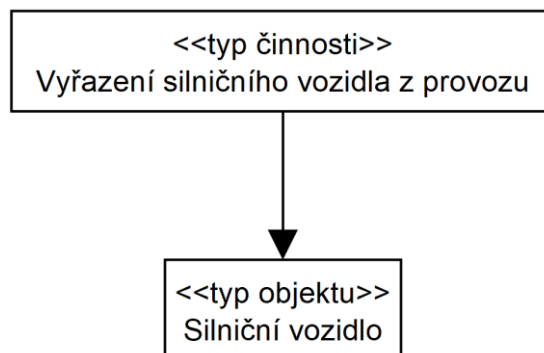 <<typ činnosti>>
Vyřazení silničního vozidla z provozu
<<typ objektu>>
Silniční vozidlo